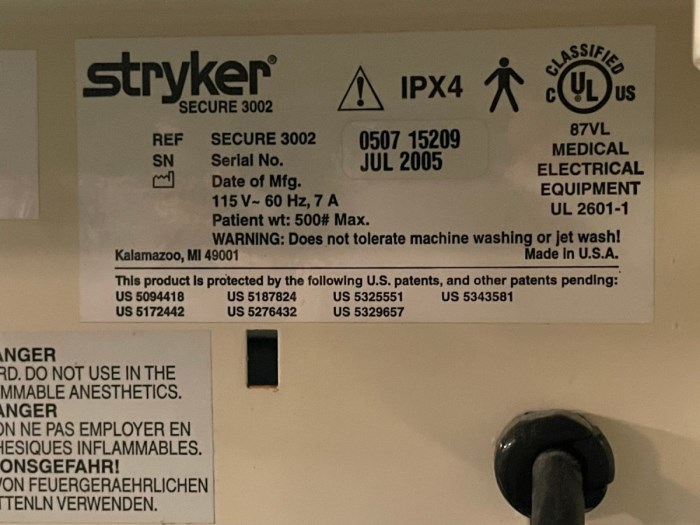 stryker®
SECURE 3002
IPX4
CLASSIFIED
C UL US
REF SECURE 3002
SN Serial No.
Date of Mfg.
0507 15209
JUL 2005
115 V~ 60 Hz, 7 A
Patient wt: 500# Max.
WARNING: Does not tolerate machine washing or jet wash!
87VL
MEDICAL
ELECTRICAL
EQUIPMENT
UL 2601-1
Kalamazoo, MI 49001 Made in U.S.A.
This product is protected by the following U.S. patents, and other patents pending:
US 5094418 US 5187824 US 5325551 US 5343581
US 5172442 US 5276432 US 5329657
ANGER
RD. DO NOT USE IN THE
MMABLE ANESTHETICS.
ANGER
ON NE PAS EMPLOYER EN
HESIQUES INFLAMMABLES.
ONSGEFAHR!
VON FEUERGERAEHRLICHEN
TTENLN VERWENDEN.